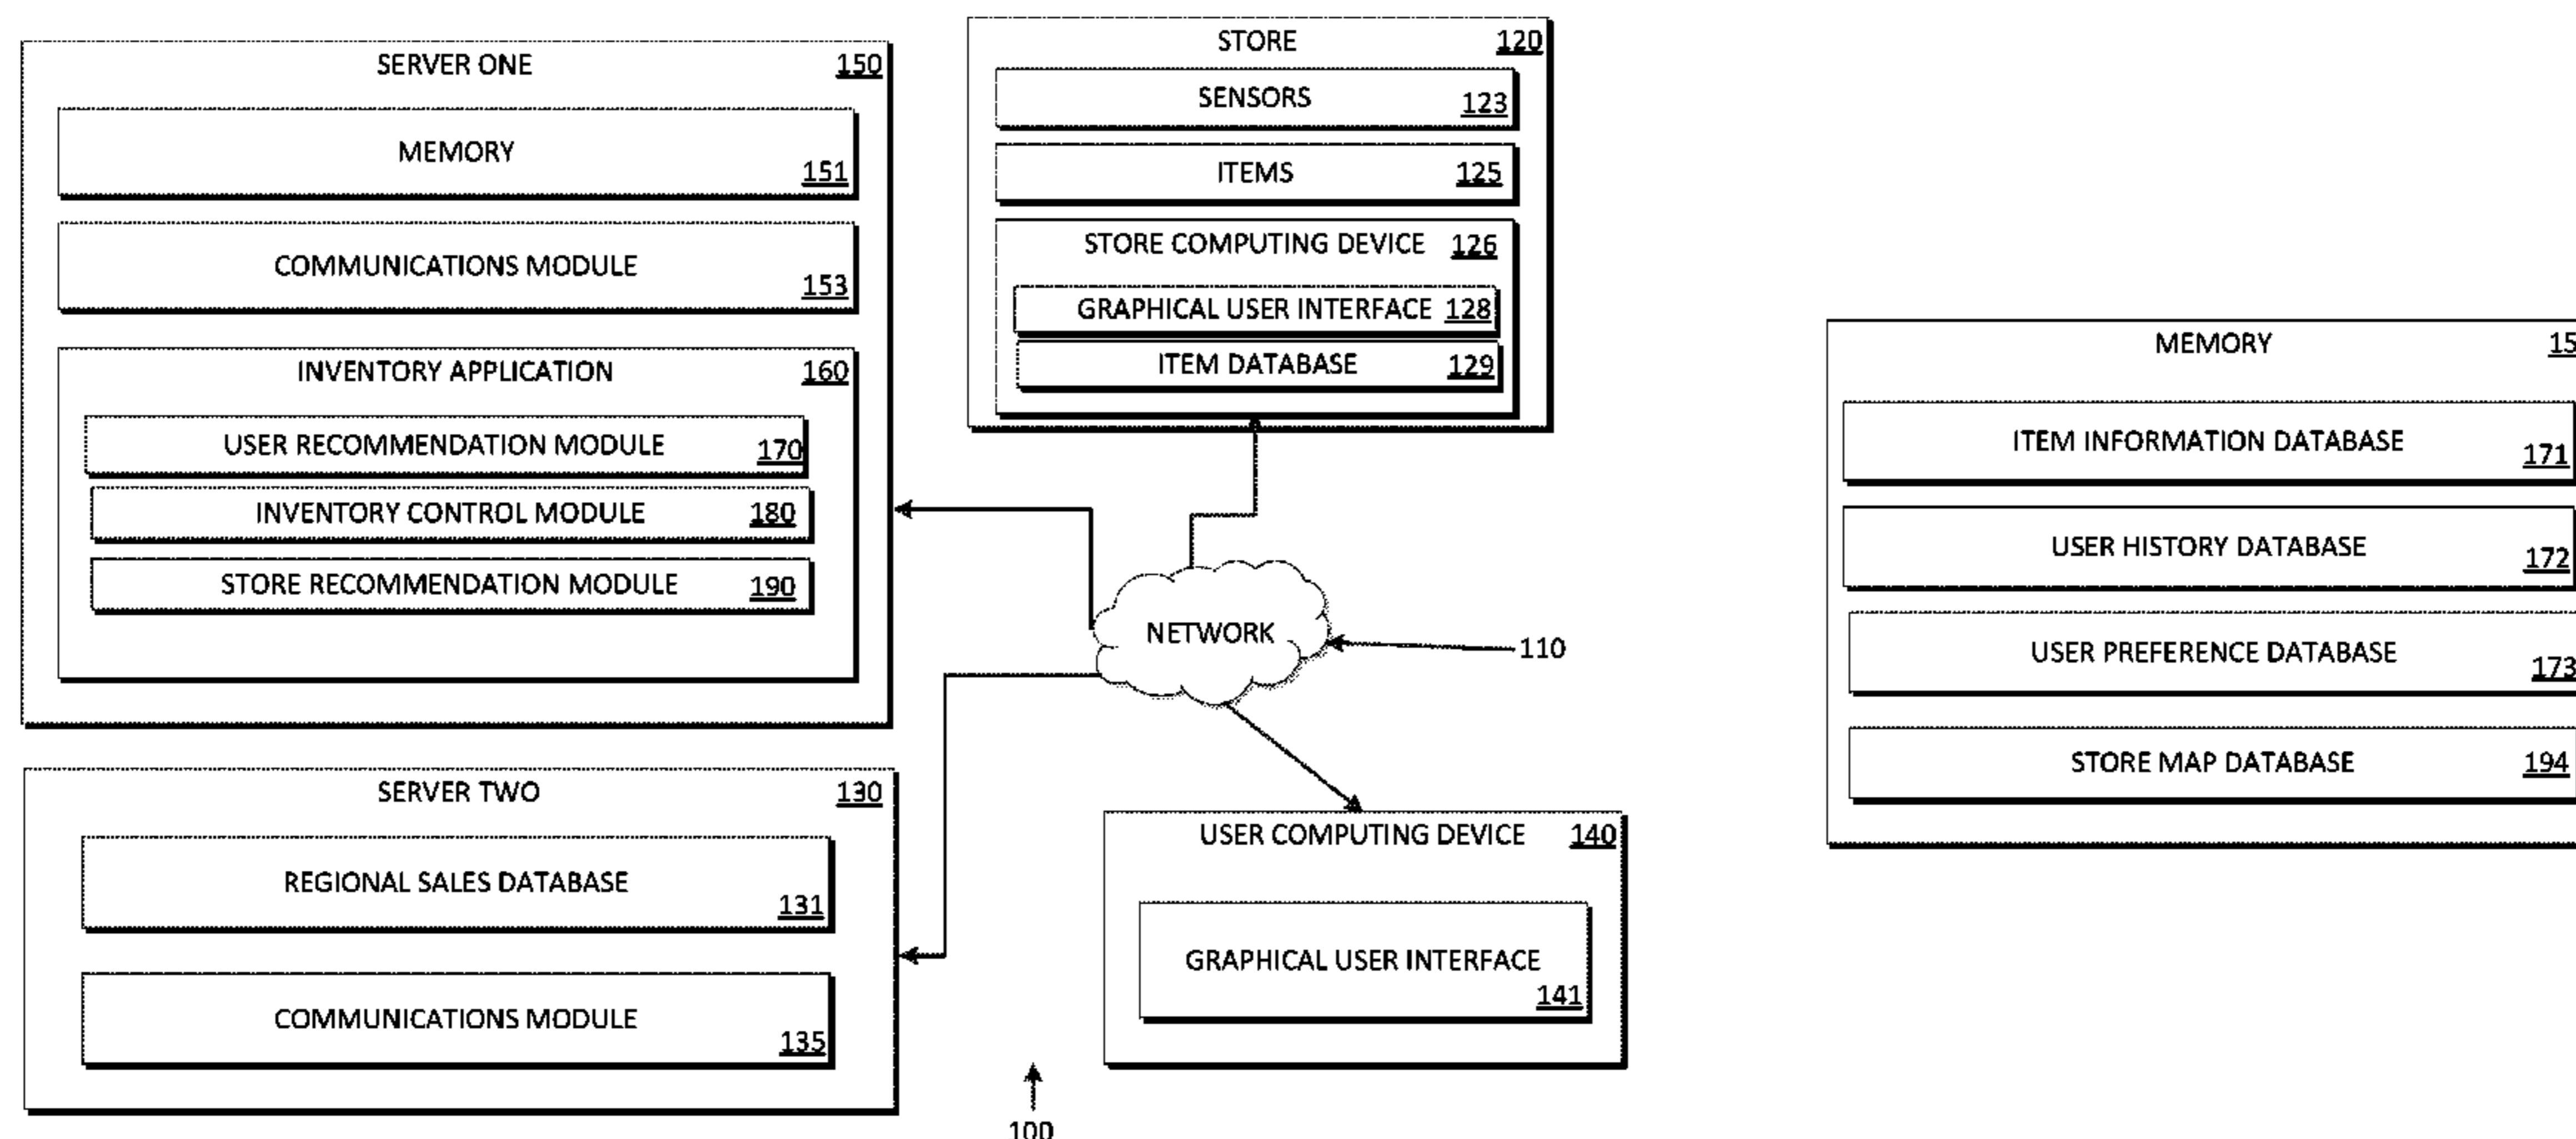 SERVER ONE 150
MEMORY
151
COMMUNICATIONS MODULE
153
INVENTORY APPLICATION 160
USER RECOMMENDATION MODULE 170
INVENTORY CONTROL MODULE 180
STORE RECOMMENDATION MODULE 190
SERVER TWO 130
REGIONAL SALES DATABASE
131
COMMUNICATIONS MODULE
135
STORE 120
SENSORS 123
ITEMS 125
STORE COMPUTING DEVICE 126
GRAPHICAL USER INTERFACE 128
ITEM DATABASE 129
NETWORK
110
USER COMPUTING DEVICE 140
GRAPHICAL USER INTERFACE
141
100
MEMORY
ITEM INFORMATION DATABASE 171
USER HISTORY DATABASE 172
USER PREFERENCE DATABASE 173
STORE MAP DATABASE 194